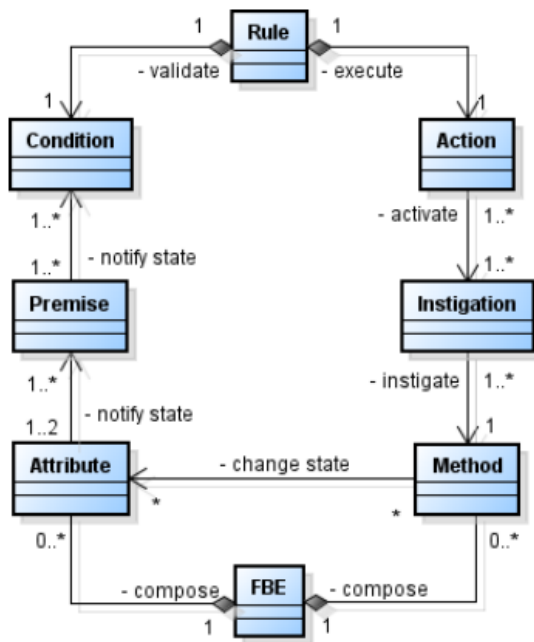 1 Rule 1
- validate - execute
1 1
Condition Action
1..* - activate 1..*
1..* - notify state 1..*
Premise Instigation
1..* - instigate 1..*
1..2 - notify state 1
Attribute - change state Method
* *
0..* 0..*
- compose FBE - compose
1 1